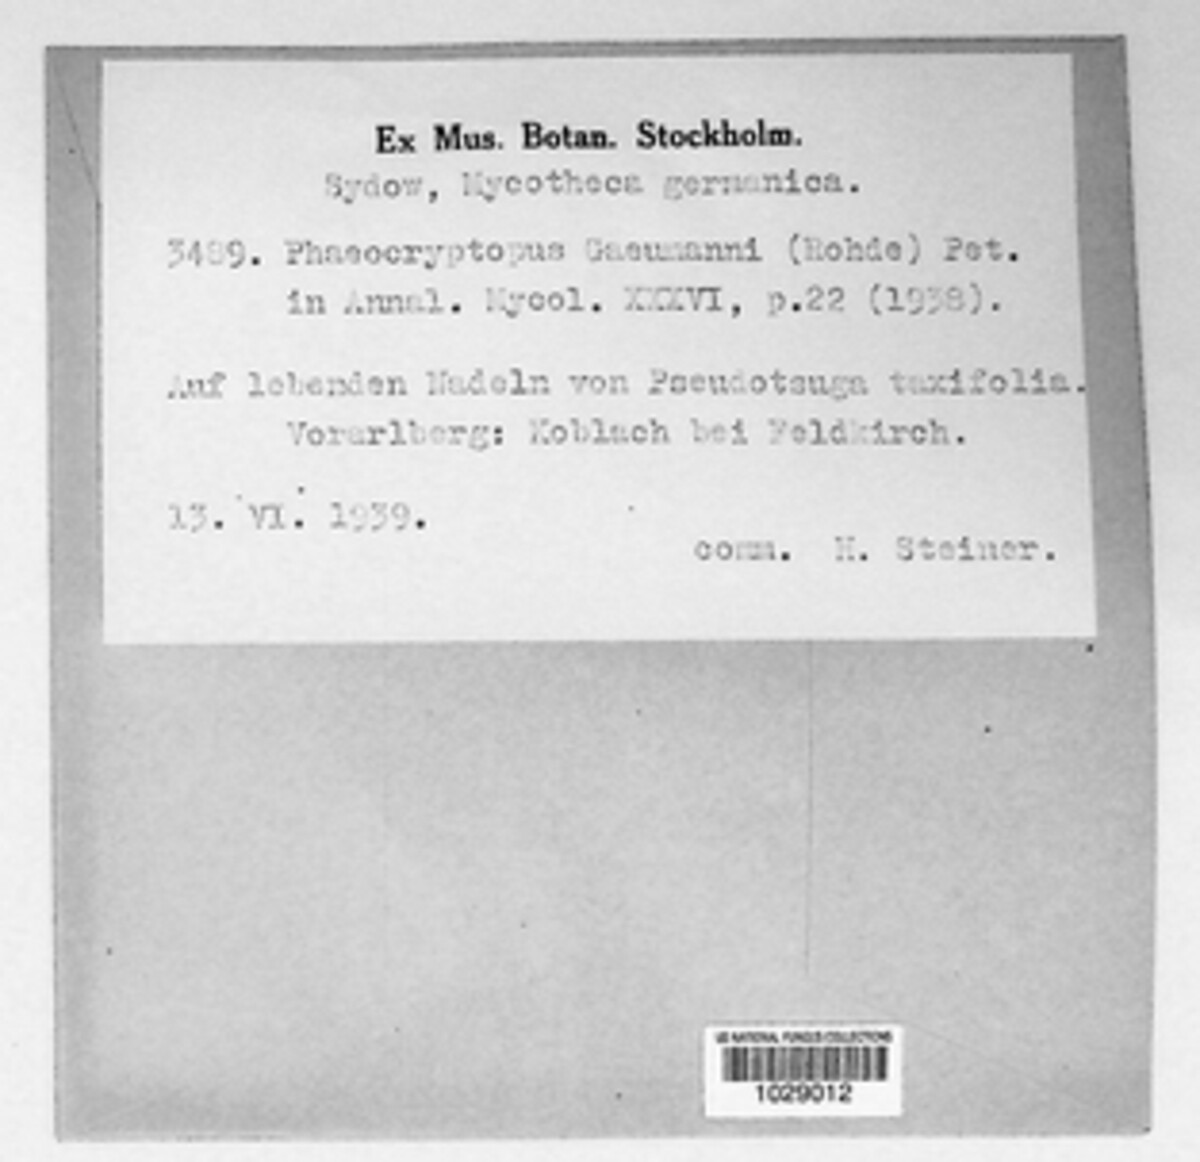 Ex Mus. Botan. Stockholm.
Sydow, Mycotheca germanica.
3489. Phaeocryptopus Gaeumanni (Rohde) Pet.
in Annal. Mycol. XXXVI, p.22 (1938).
Auf lebenden Nadeln von Pseudotsuga taxifolia.
Vorarlberg: Koblach bei Feldkirch.
13. VI. 1939.
comm. H. Steiner.
US NATIONAL FUNGUS COLLECTIONS
1029012